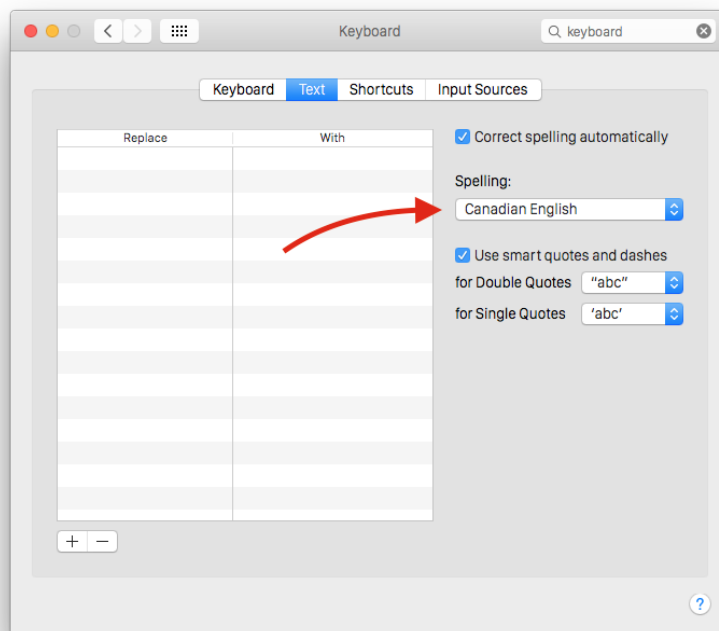 Keyboard
keyboard
Keyboard Text Shortcuts Input Sources
Replace With
Correct spelling automatically
Spelling:
Canadian English
Use smart quotes and dashes
for Double Quotes “abc”
for Single Quotes ‘abc’
+ −
?